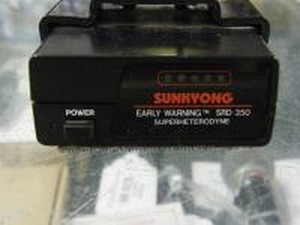 SUNKYONG
POWER
EARLY WARNING™ SRD-350
SUPERHETERODYNE